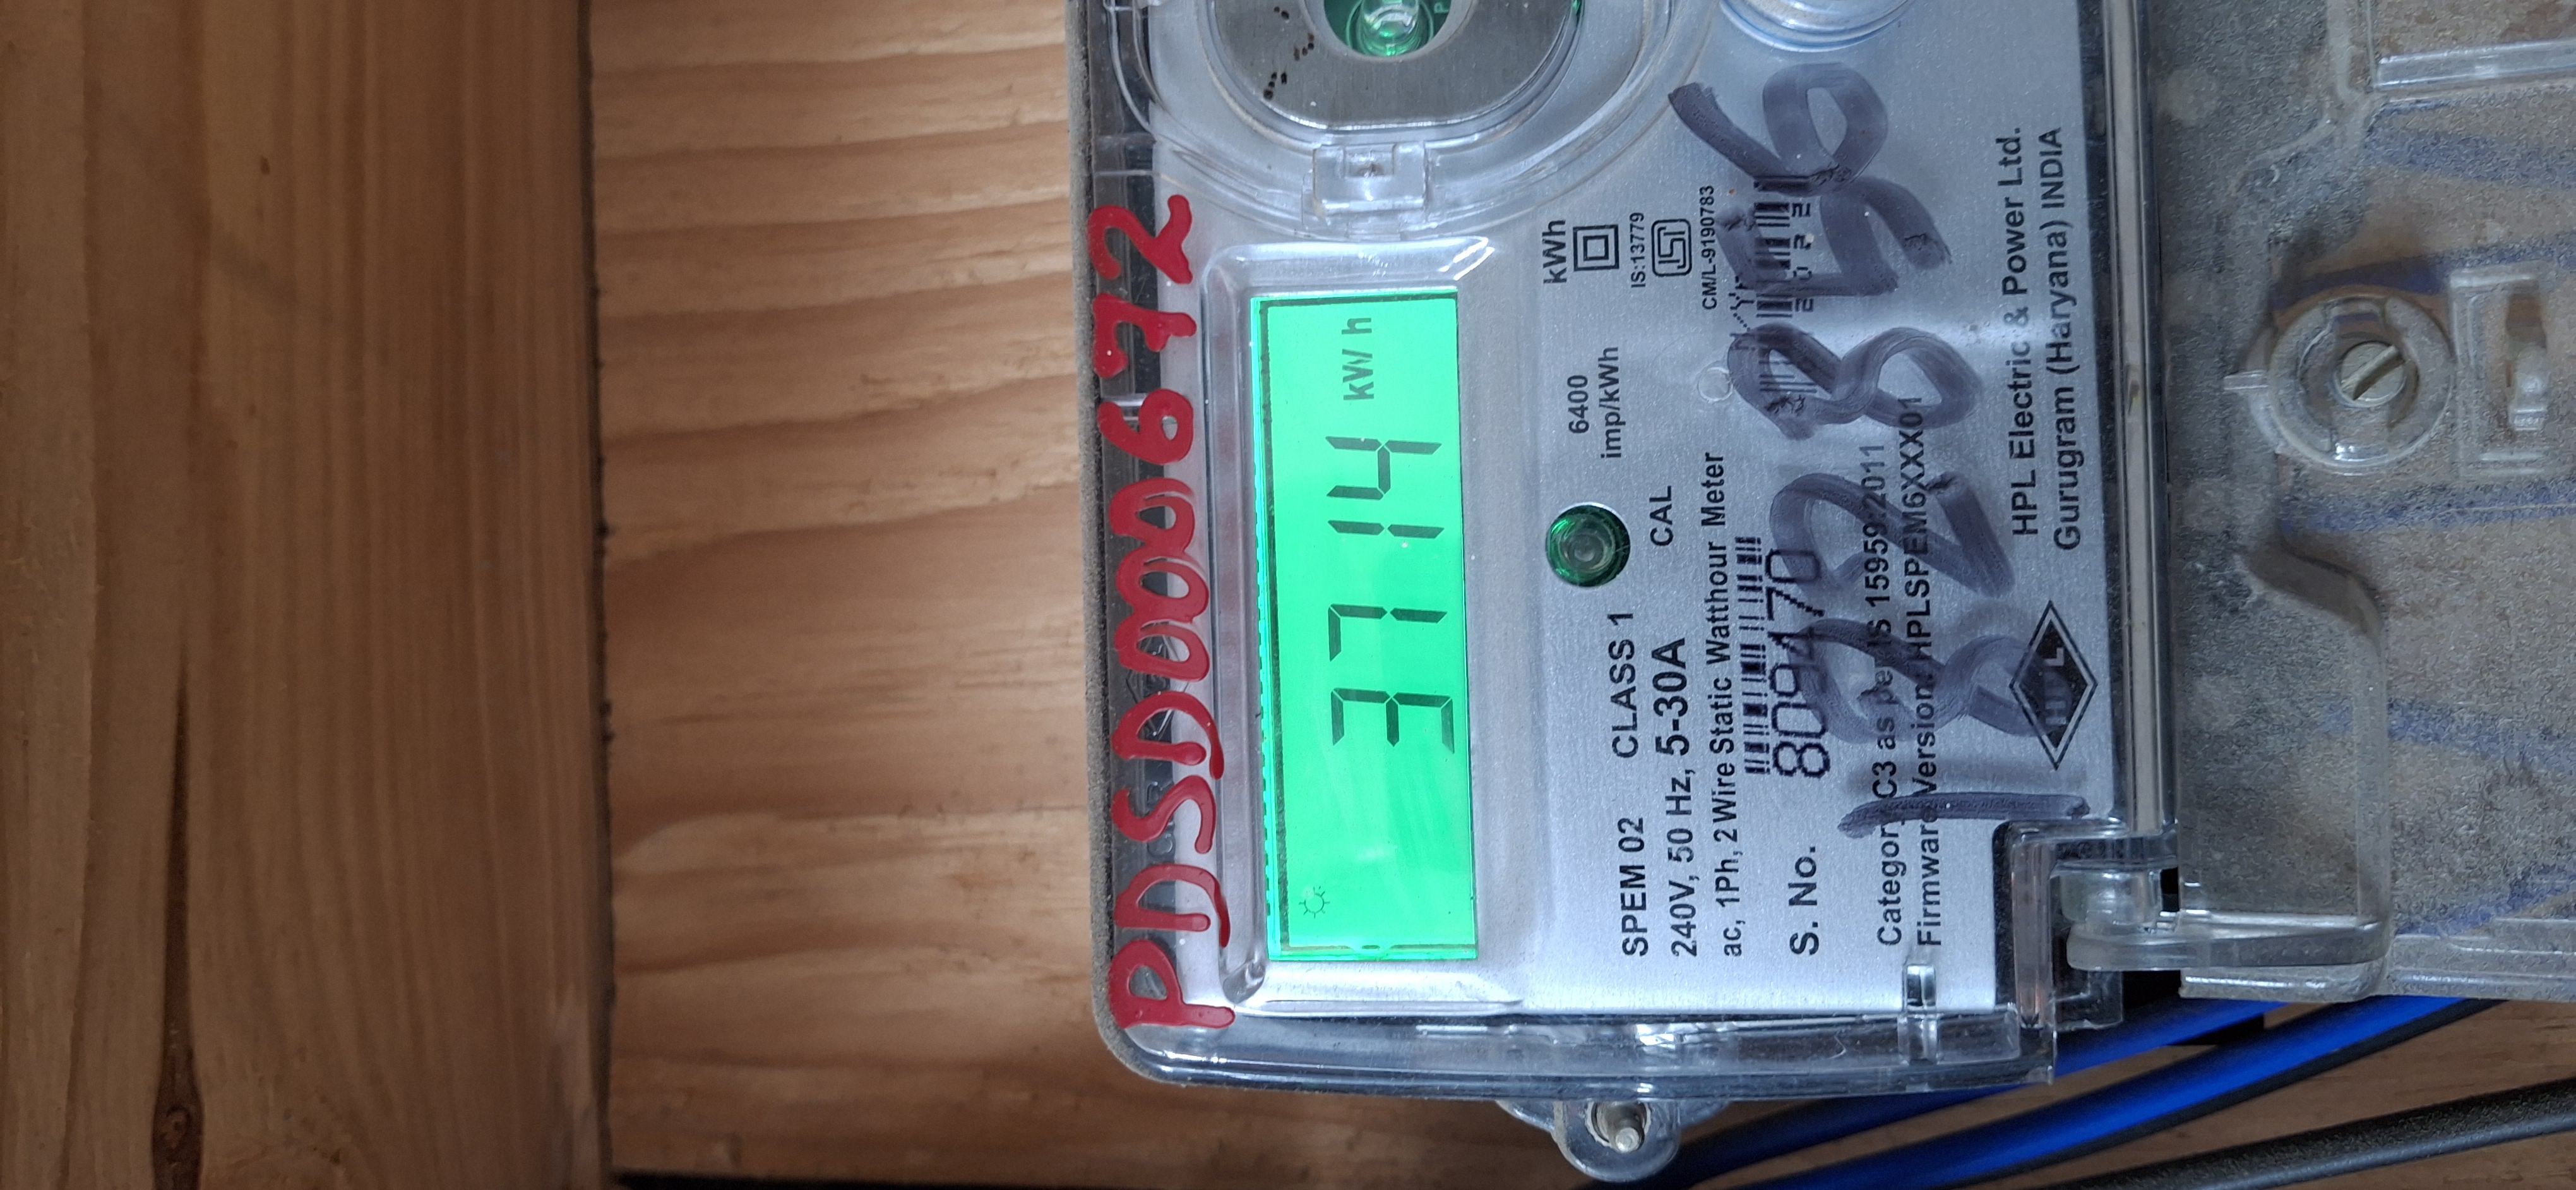 PDSD000672
3714 kWh
kWh
6400
imp/kWh
IS:13779
CM/L-9190783
CAL
SPEM 02 CLASS 1
240V, 50 Hz, 5-30A
ac, 1Ph, 2 Wire Static Watthour Meter
S. No. 809470
Category C3 as per IS 15959:2011
Firmware Version: HPLSPEM6XXX01
HPL
HPL Electric & Power Ltd.
Gurugram (Haryana) INDIA